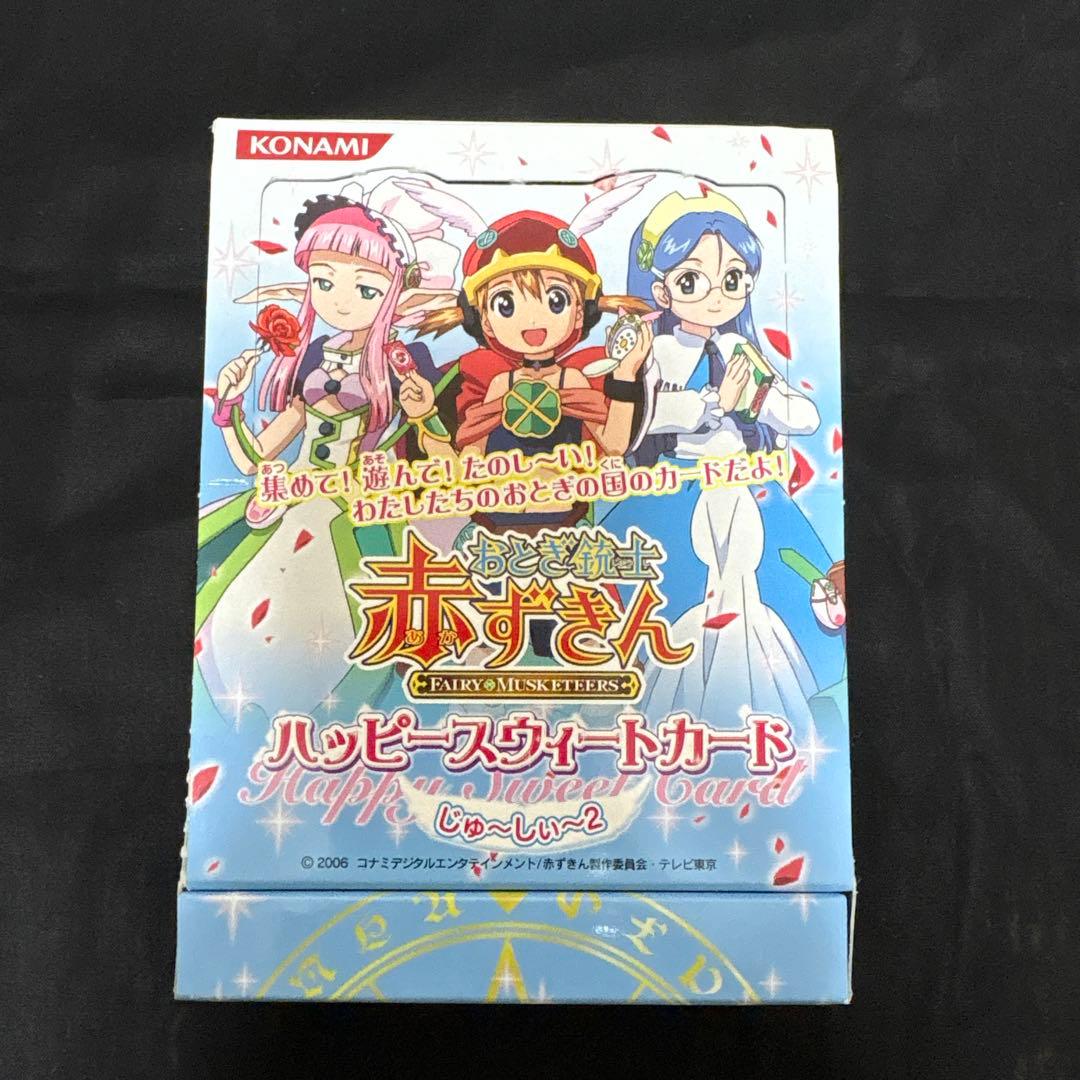 KONAMI
集めて!遊んで!たのし〜い!
わたしたちのおとぎの国のカードだよ!
おとぎ銃士
赤ずきん
FAIRY MUSKETEERS
ハッピースウィートカード
Happy Sweet Card
じゅ〜しぃ〜2
© 2006 コナミデジタルエンタテインメント/赤ずきん製作委員会・テレビ東京